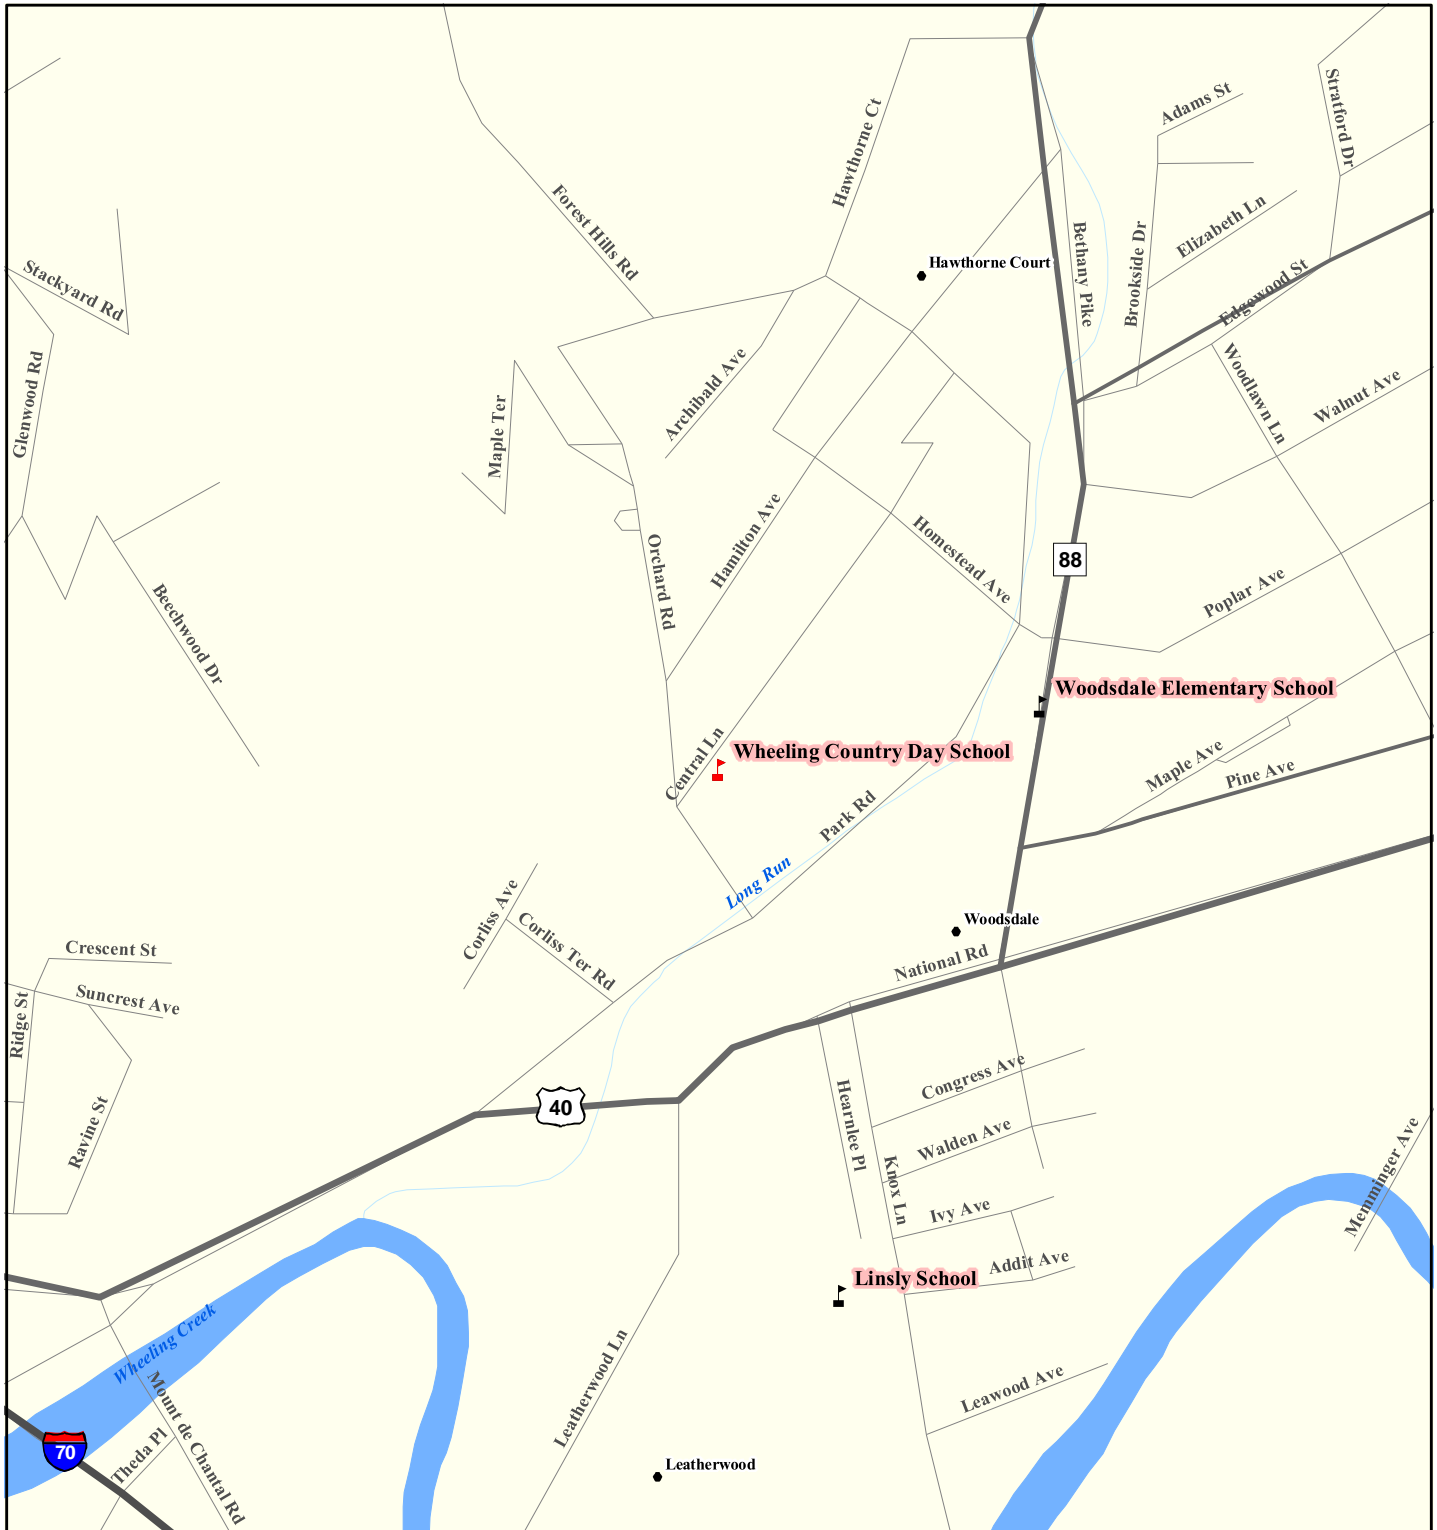 Hawthorne Ct
Adams St
Stratford Dr
Forest Hills Rd
Bethany Pike
Brookside Dr
Elizabeth Ln
Hawthorne Court
Stackyard Rd
Edgewood St
Glenwood Rd
Maple Ter
Archibald Ave
Woodlawn Ln
Walnut Ave
Hamilton Ave
Homestead Ave
Orchard Rd
88
Poplar Ave
Beechwood Dr
Woodsdale Elementary School
Wheeling Country Day School
Central Ln
Maple Ave
Pine Ave
Park Rd
Long Run
Corliss Ave
Corliss Ter Rd
Woodsdale
National Rd
Crescent St
Suncrest Ave
Ridge St
Ravine St
40
Congress Ave
Hearnlee Pl
Walden Ave
Knox Ln
Ivy Ave
Memminger Ave
Addit Ave
Linsly School
Wheeling Creek
Leatherwood Ln
Leawood Ave
Mount de Chantal Rd
70
Theda Pl
Leatherwood